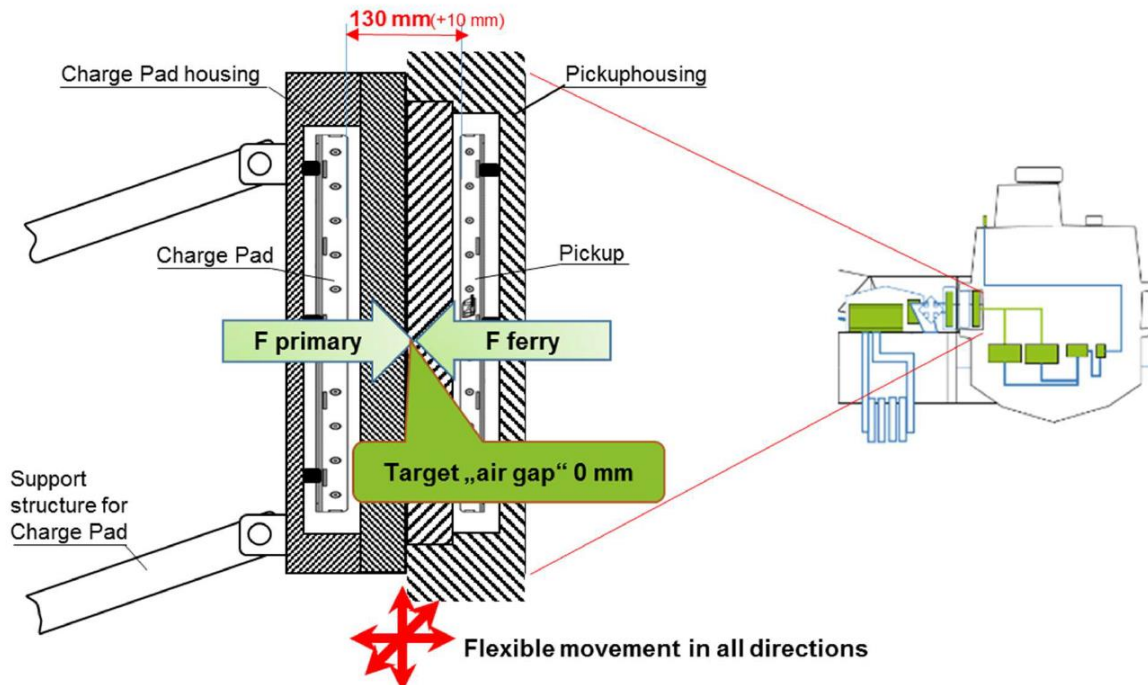 130 mm(+10 mm)
Charge Pad housing
Pickuphousing
Charge Pad
Pickup
F primary
F ferry
Target „air gap“ 0 mm
Support
structure for
Charge Pad
Flexible movement in all directions